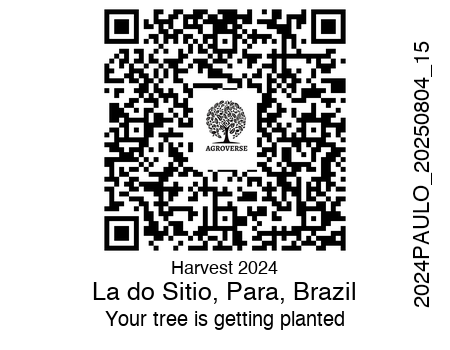 AGROVERSE
Harvest 2024
La do Sitio, Para, Brazil
Your tree is getting planted
2024PAULO_20250804_15